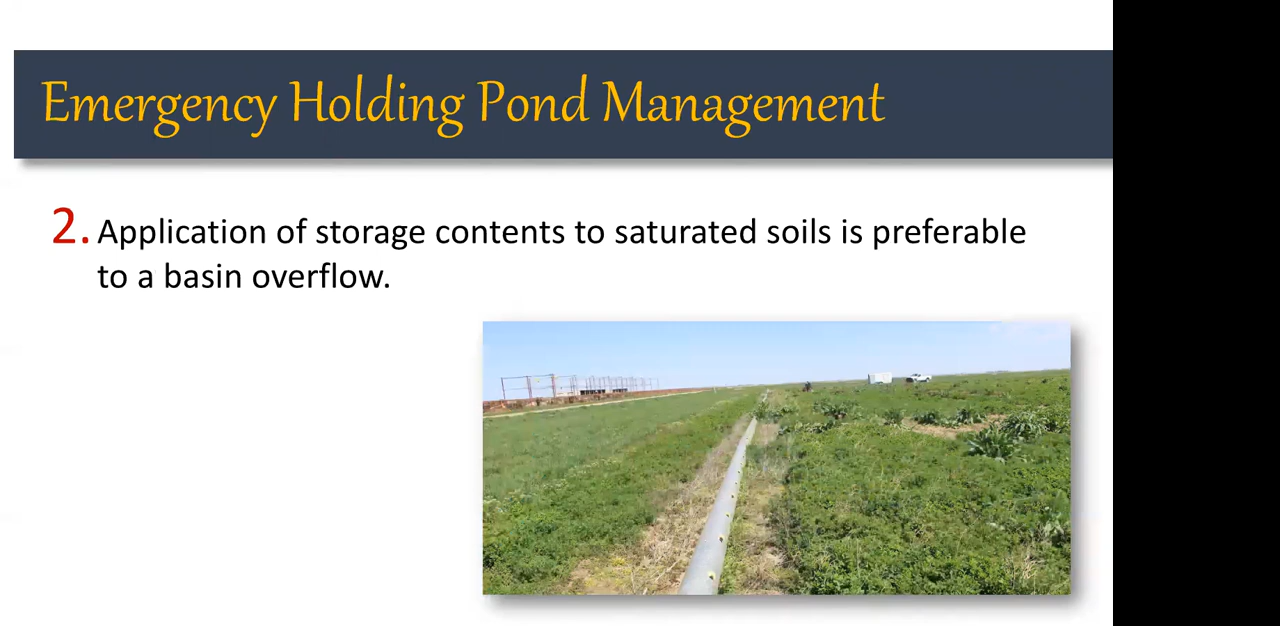 Emergency Holding Pond Management
2. Application of storage contents to saturated soils is preferable
to a basin overflow.